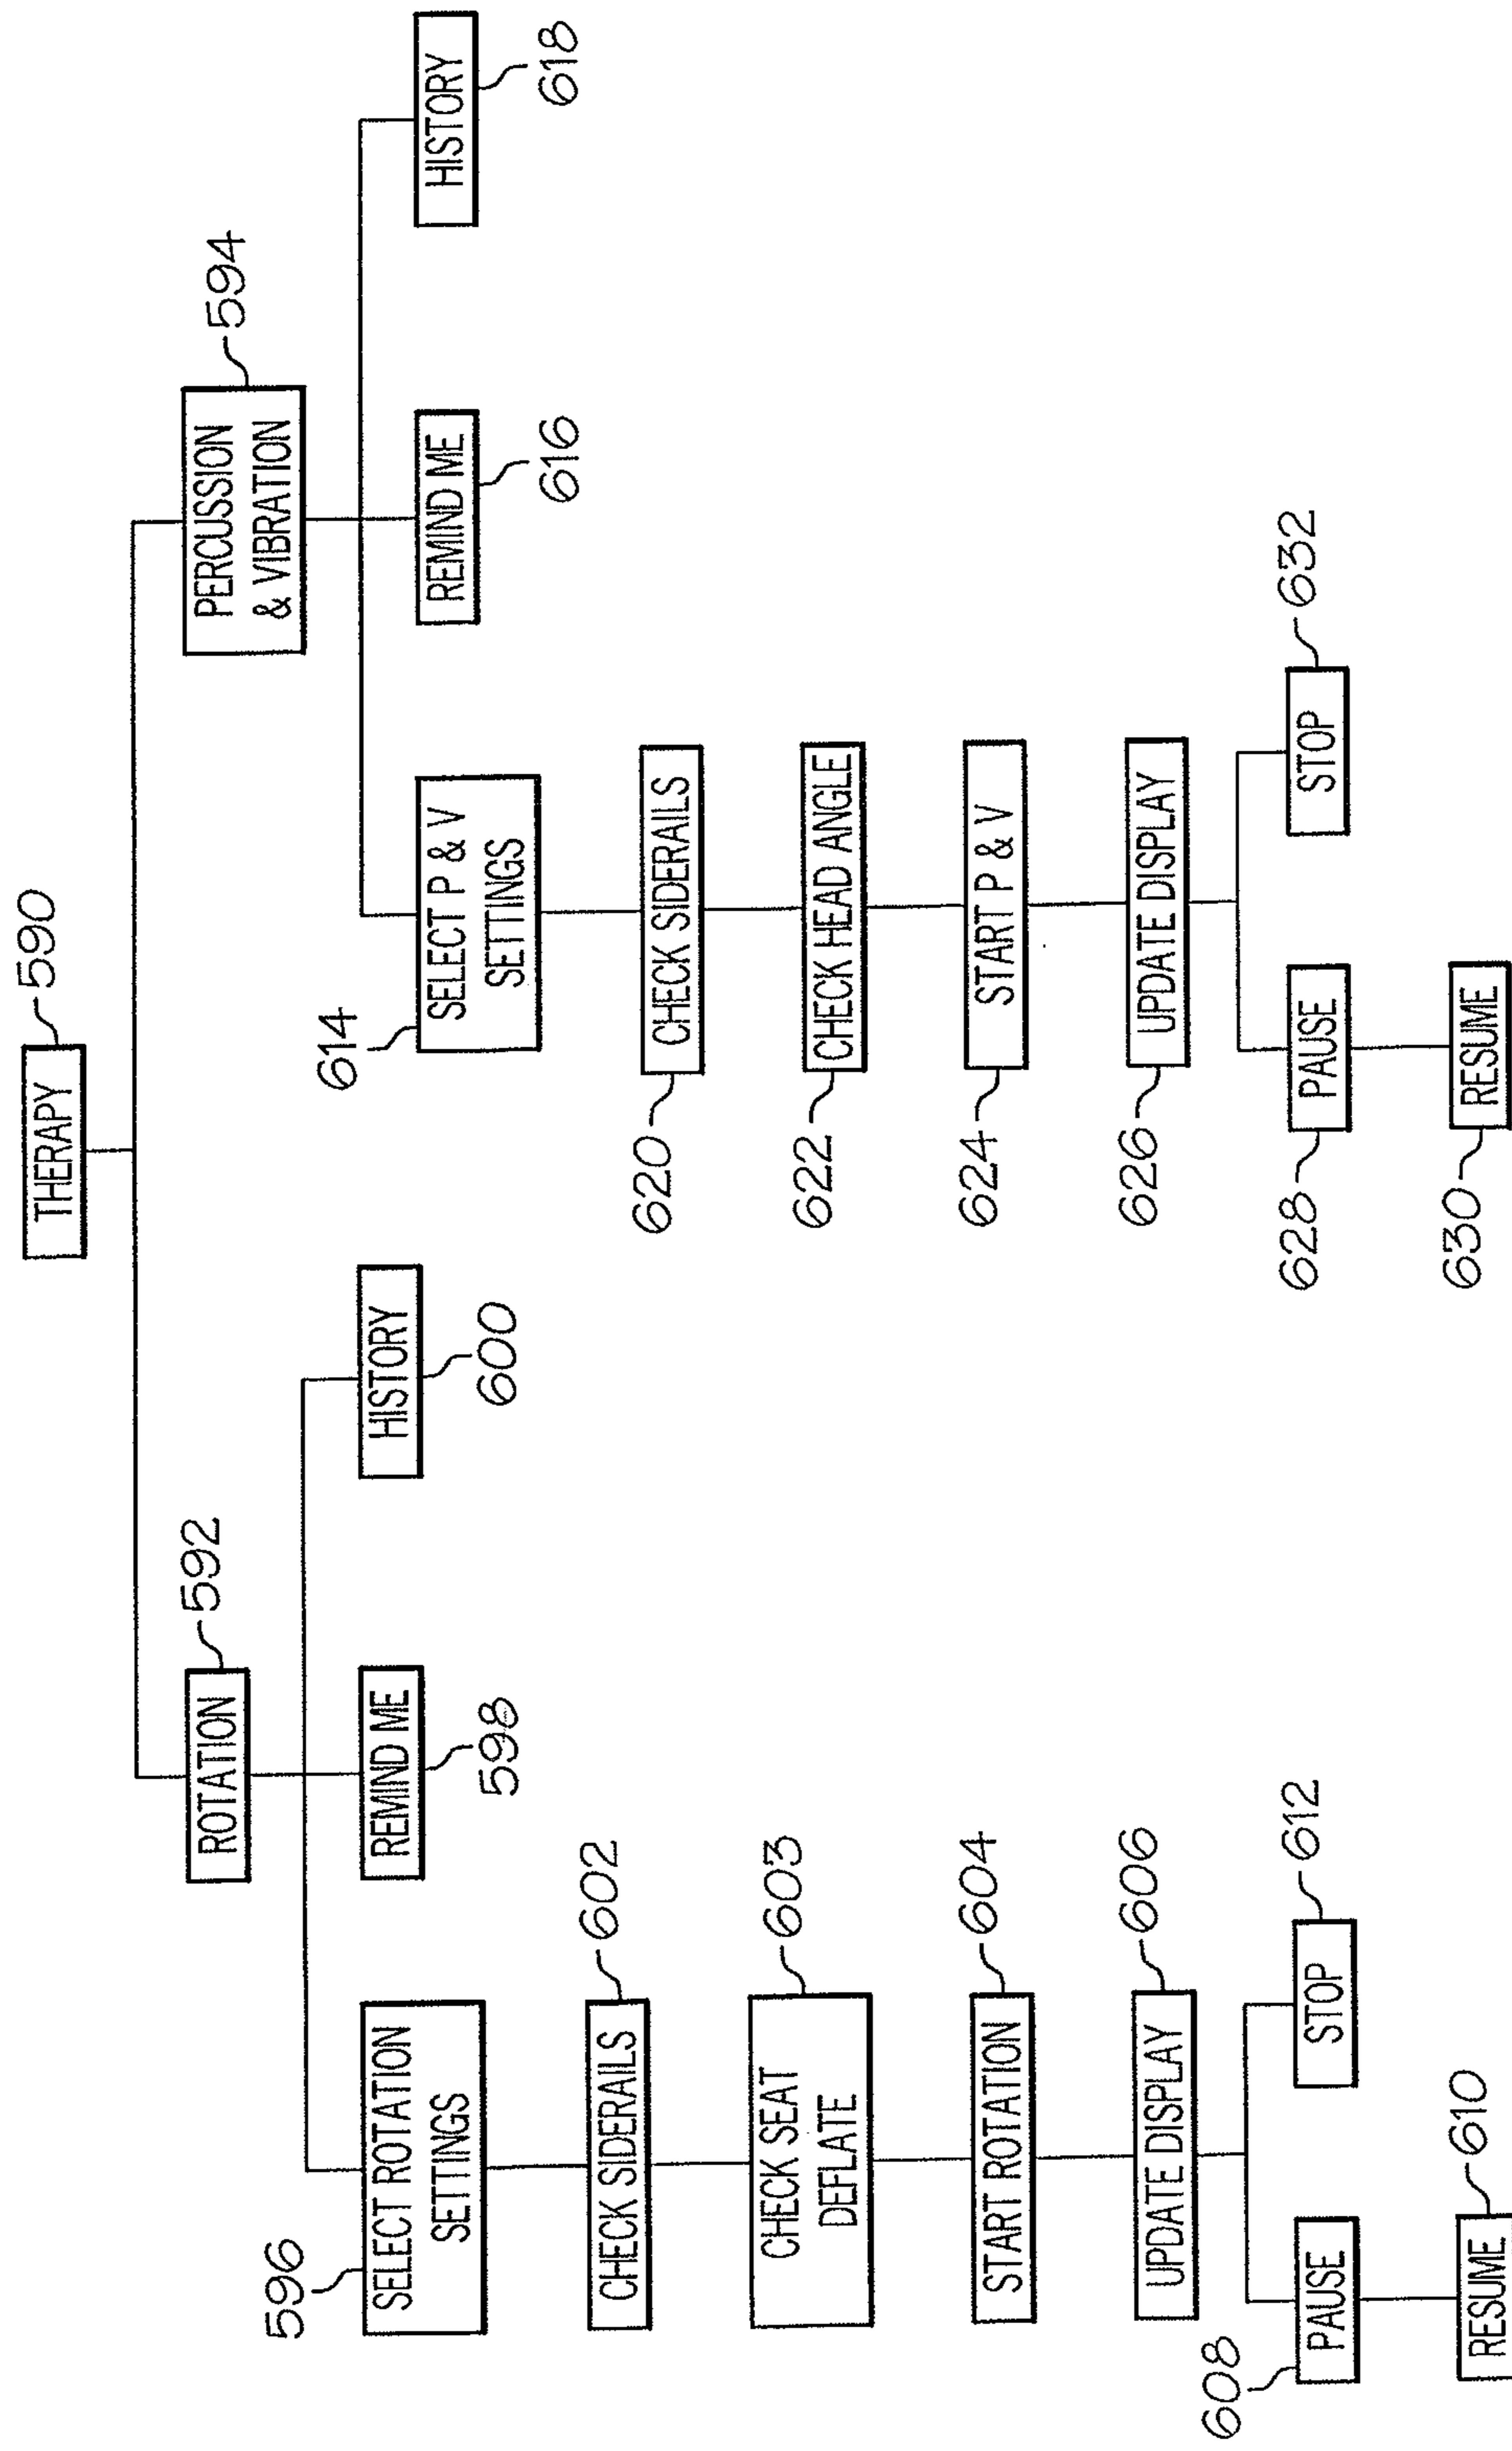 THERAPY
590
ROTATION
592
PERCUSSION
& VIBRATION
594
596
SELECT ROTATION
SETTINGS
REMIND ME
598
HISTORY
600
CHECK SIDERAILS
602
CHECK SEAT
DEFLATE
603
START ROTATION
604
UPDATE DISPLAY
606
608
PAUSE
STOP
612
RESUME
610
614
SELECT P & V
SETTINGS
REMIND ME
616
HISTORY
618
620
CHECK SIDERAILS
622
CHECK HEAD ANGLE
624
START P & V
626
UPDATE DISPLAY
628
PAUSE
STOP
632
630
RESUME